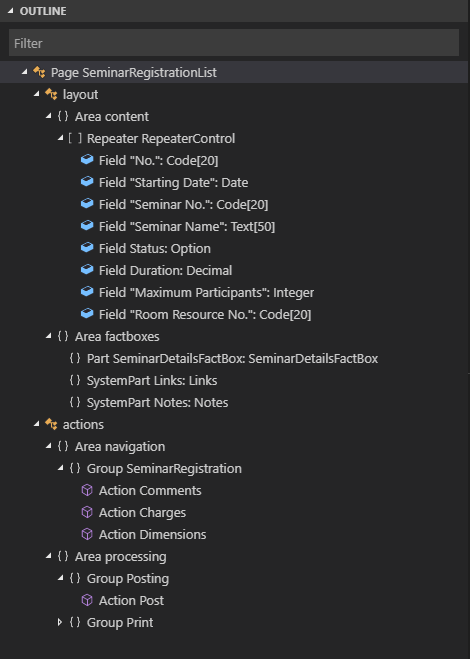 OUTLINE
Filter
Page SeminarRegistrationList
layout
{ } Area content
[ ] Repeater RepeaterControl
Field "No.": Code[20]
Field "Starting Date": Date
Field "Seminar No.": Code[20]
Field "Seminar Name": Text[50]
Field Status: Option
Field Duration: Decimal
Field "Maximum Participants": Integer
Field "Room Resource No.": Code[20]
{ } Area factboxes
{ } Part SeminarDetailsFactBox: SeminarDetailsFactBox
{ } SystemPart Links: Links
{ } SystemPart Notes: Notes
actions
{ } Area navigation
{ } Group SeminarRegistration
Action Comments
Action Charges
Action Dimensions
{ } Area processing
{ } Group Posting
Action Post
{ } Group Print